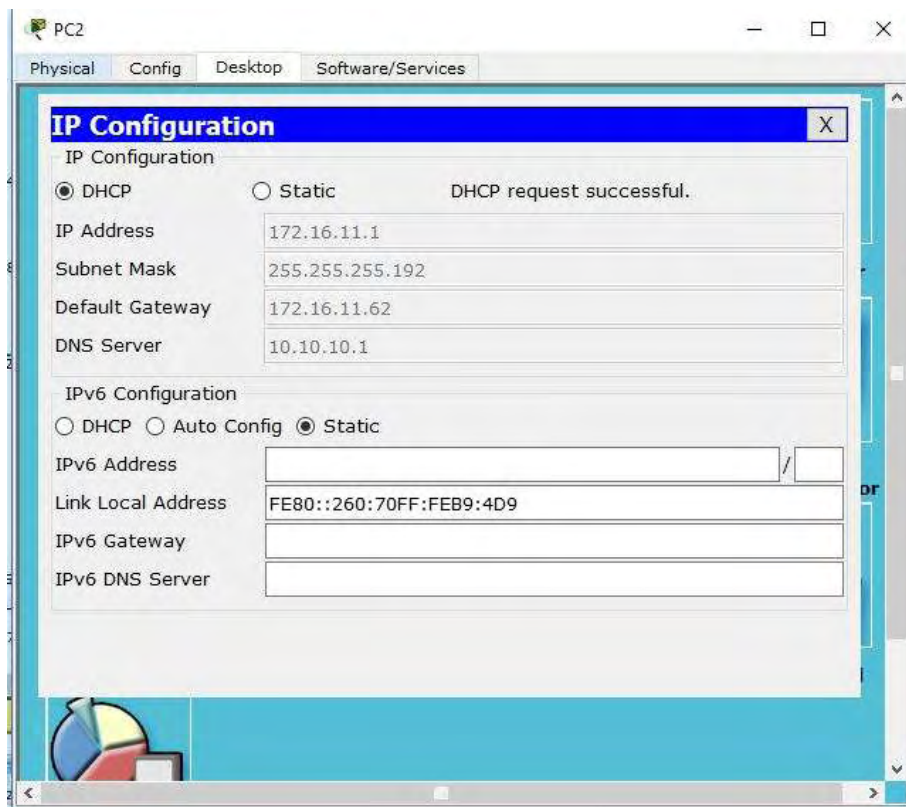 PC2
Physical Config Desktop Software/Services
IP Configuration X
IP Configuration
DHCP Static DHCP request successful.
IP Address 172.16.11.1
Subnet Mask 255.255.255.192
Default Gateway 172.16.11.62
DNS Server 10.10.10.1
IPv6 Configuration
DHCP Auto Config Static
IPv6 Address /
Link Local Address FE80::260:70FF:FEB9:4D9
IPv6 Gateway
IPv6 DNS Server